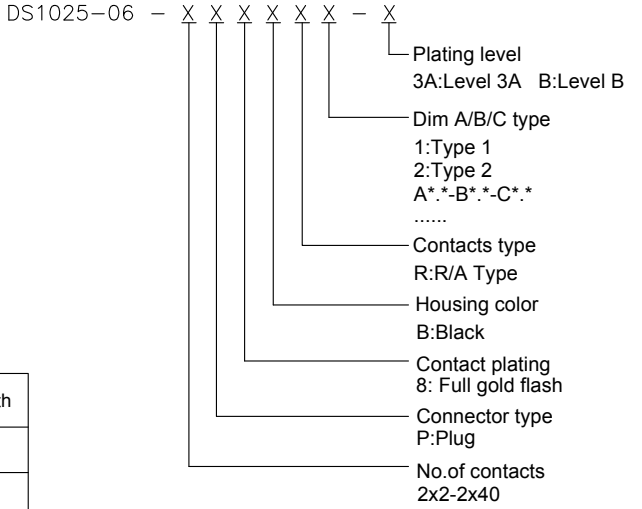 DS1025-06 - X X X X X X - X
Plating level
3A:Level 3A B:Level B
Dim A/B/C type
1:Type 1
2:Type 2
A*.*-B*.*-C*.*
......
Contacts type
R:R/A Type
Housing color
B:Black
Contact plating
8: Full gold flash
Connector type
P:Plug
No.of contacts
2x2-2x40